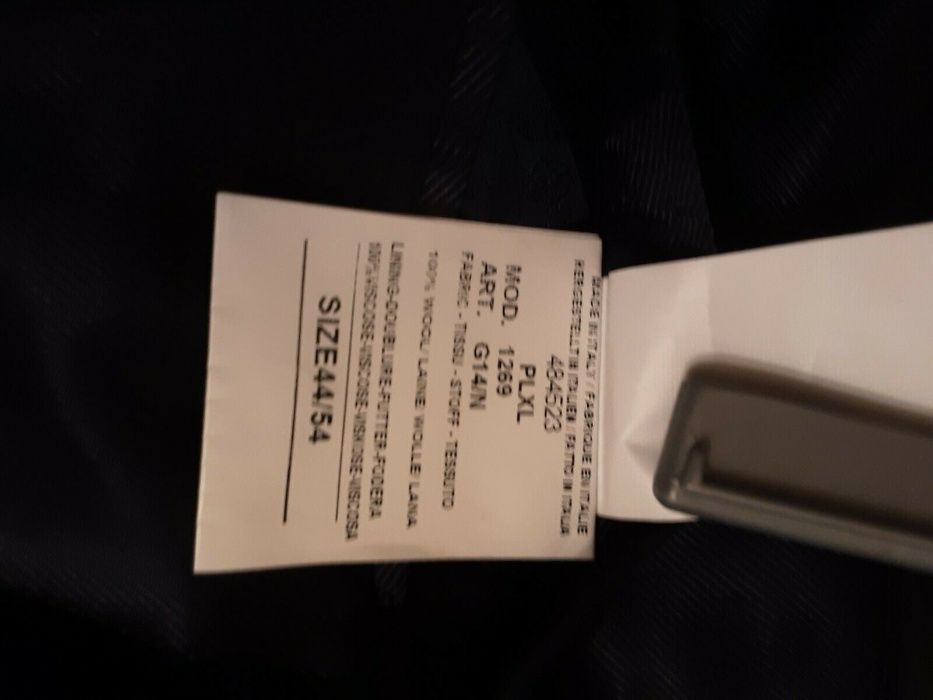 MADE IN ITALY / FABRIQUE EN ITALIE
HERGESTELLT IN ITALIEN / FATTO IN ITALIA
484523
PLXL
MOD. 1269
ART. G14/N
FABRIC - TISSU - STOFF - TESSUTO
100% WOOL / LAINE WOLLE LANA
LINING-DOUBLURE-FUTTER-FODERA
100% VISCOSE-VISCOSE-VISKOSE-VISCOSA
SIZE44/54